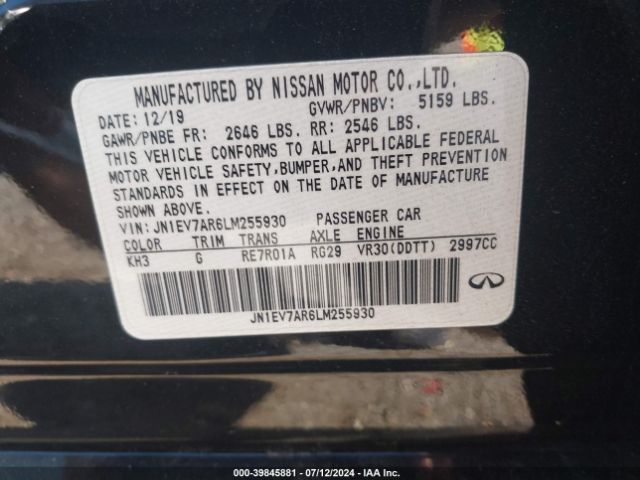 MANUFACTURED BY NISSAN MOTOR CO.,LTD.
DATE: 12/19 GVWR/PNBV: 5159 LBS.
GAWR/PNBE FR: 2646 LBS. RR: 2546 LBS.
THIS VEHICLE CONFORMS TO ALL APPLICABLE FEDERAL
MOTOR VEHICLE SAFETY,BUMPER,AND THEFT PREVENTION
STANDARDS IN EFFECT ON THE DATE OF MANUFACTURE
SHOWN ABOVE.
VIN: JN1EV7AR6LM255930 PASSENGER CAR
COLOR TRIM TRANS AXLE ENGINE
KH3 G RE7R01A RG29 VR30(DDTT) 2997CC
JN1EV7AR6LM255930
000-39845881 - 07/12/2024 - IAA Inc.